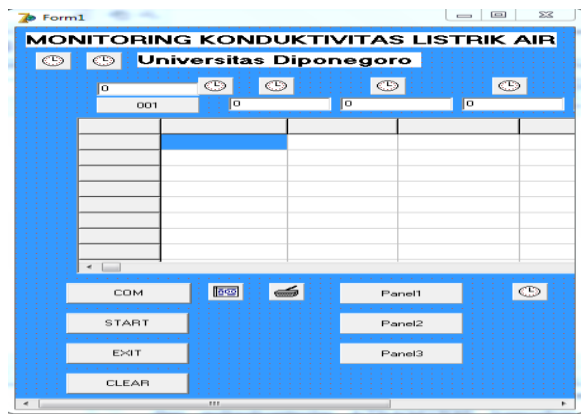 Form1
MONITORING KONDUKTIVITAS LISTRIK AIR
Universitas Diponegoro
0
001
0
0
0
COM
Panel1
START
Panel2
EXIT
Panel3
CLEAR